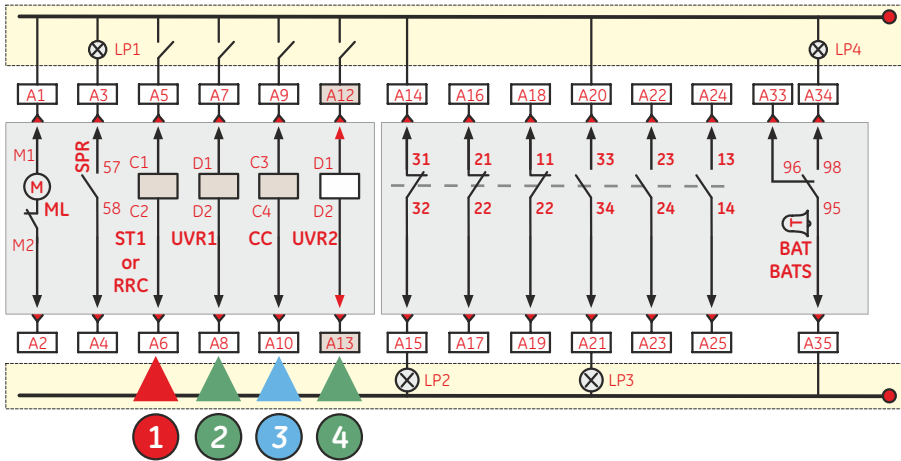 LP1 LP4
A1 A3 A5 A7 A9 A12 A14 A16 A18 A20 A22 A24 A33 A34
M1 SPR 57 C1 D1 C3 D1 31 21 11 33 23 13 96 98
M ML
58 C2 D2 C4 D2 32 22 22 34 24 14 95
M2 ST1 UVR1 CC UVR2 T
or BAT
RRC BATS
A2 A4 A6 A8 A10 A13 A15 A17 A19 A21 A23 A25 A35
LP2 LP3
1 2 3 4